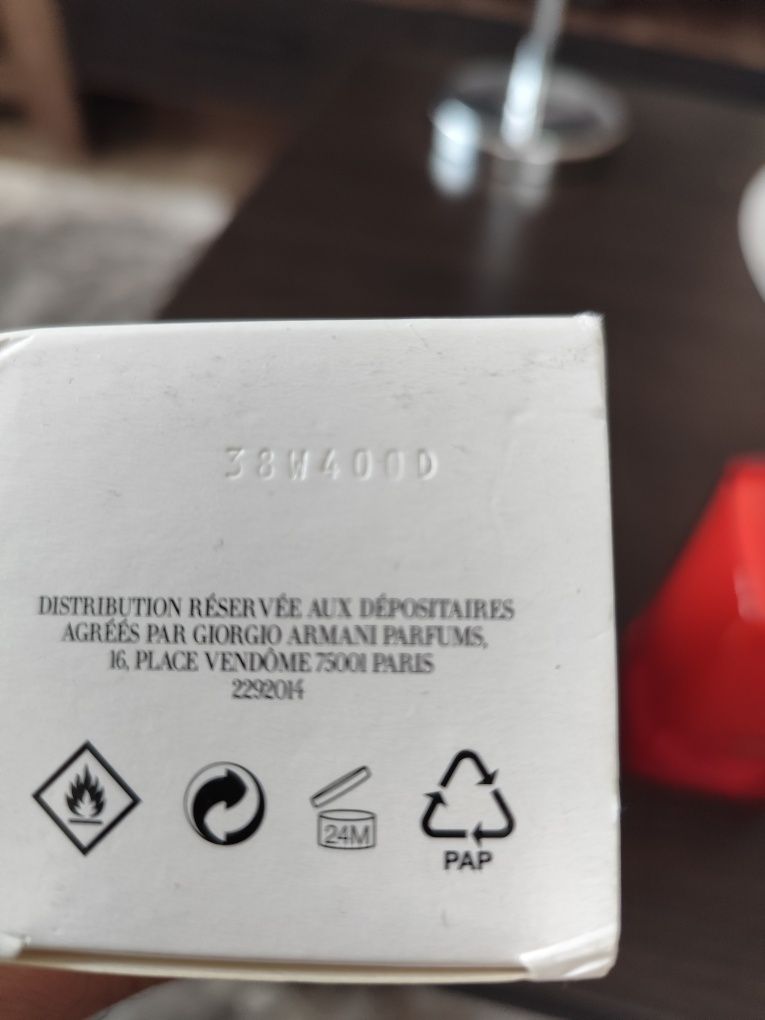 38W400D
DISTRIBUTION RÉSERVÉE AUX DÉPOSITAIRES
AGRÉÉS PAR GIORGIO ARMANI PARFUMS,
16, PLACE VENDÔME 75001 PARIS
2292014
24M
PAP